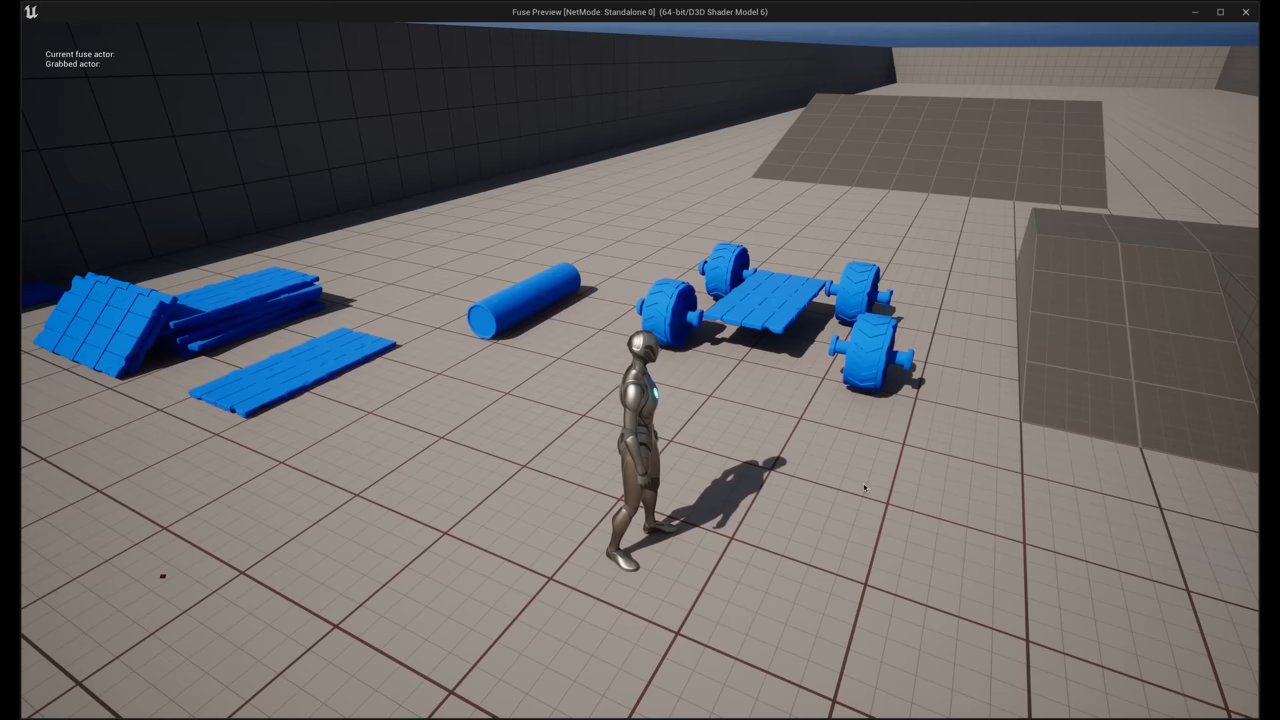 Fuse Preview [NetMode: Standalone 0] (64-bit/D3D Shader Model 6)
Current fuse actor:
Grabbed actor: